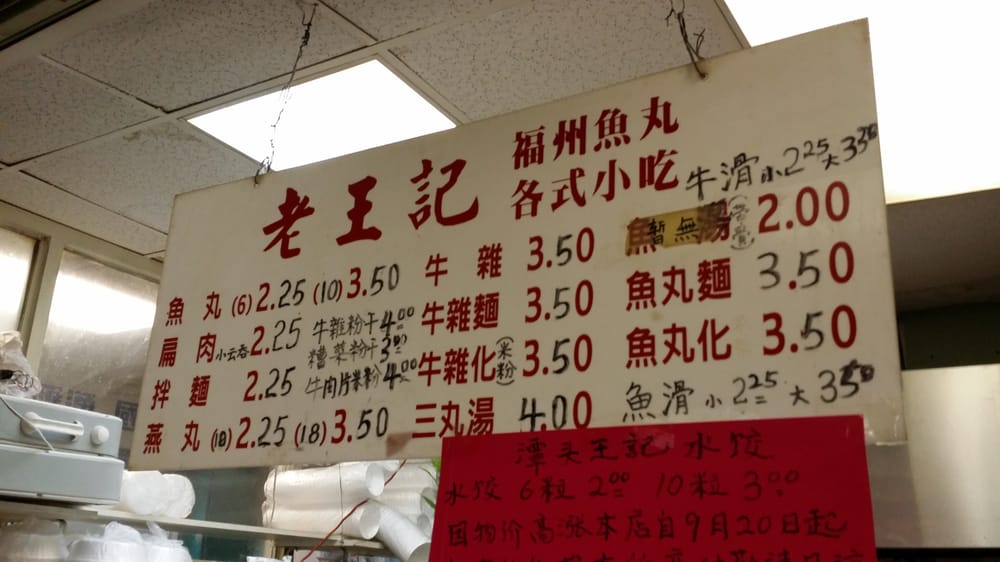 老王記
福州魚丸
各式小吃
魚丸 (6) 2.25 (10) 3.50
扁肉 小云吞 2.25
拌麵 2.25
燕丸 (10) 2.25 (18) 3.50
牛雜粉干 4.00
糟菜粉干 3.00
牛肉片米粉 4.00
牛雜 3.50
牛雜麵 3.50
牛雜化(米粉) 3.50
三丸湯 4.00
牛滑 小 2.25 大 3.50
魚暫無湯 2.00
魚丸麵 3.50
魚丸化 3.50
魚滑 小 2.25 大 3.50
潭头王記水餃
水餃 6粒 2.00 10粒 3.00
因物价高漲本店自9月20日起